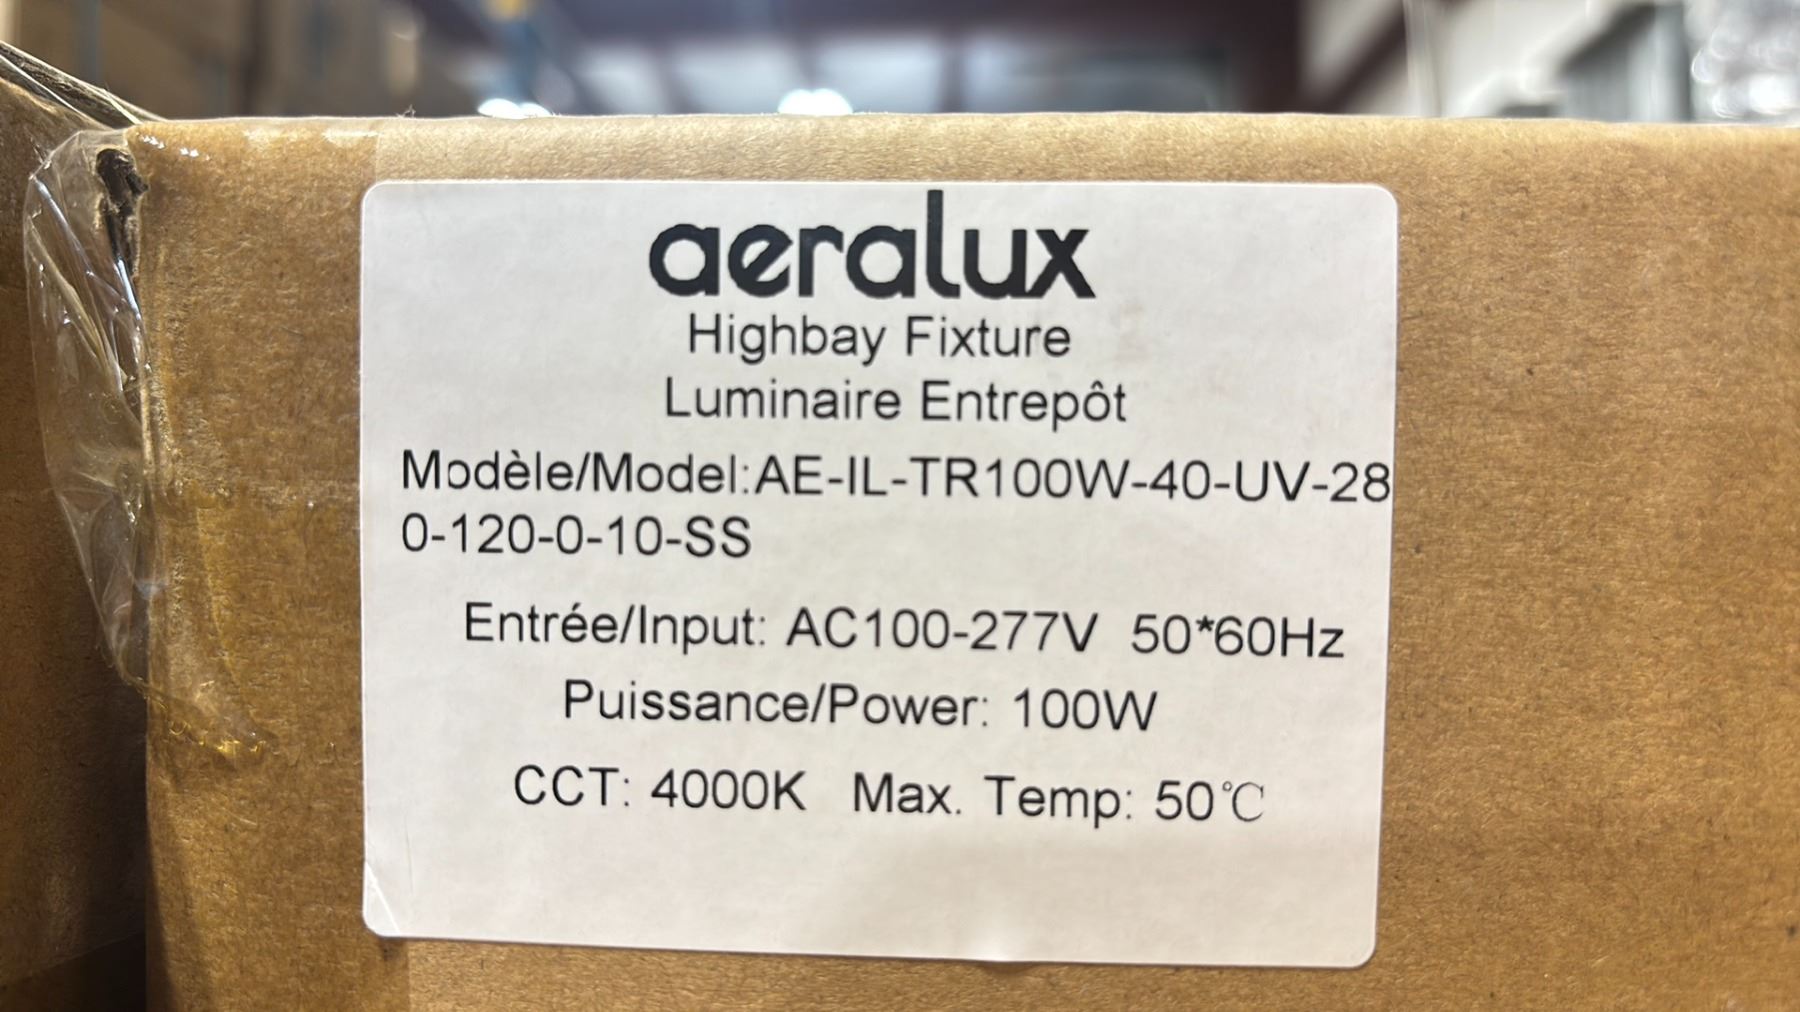 aeralux
Highbay Fixture
Luminaire Entrepôt
Modèle/Model:AE-IL-TR100W-40-UV-28
0-120-0-10-SS
Entrée/Input: AC100-277V 50*60Hz
Puissance/Power: 100W
CCT: 4000K Max. Temp: 50℃